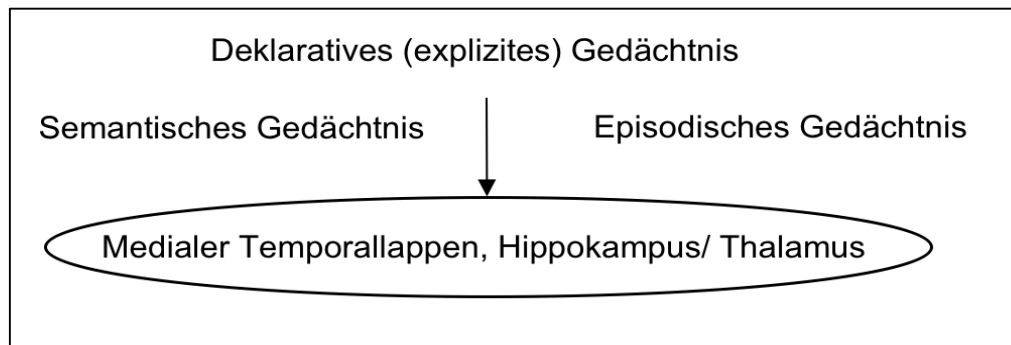 Deklaratives (explizites) Gedächtnis
Semantisches Gedächtnis
Episodisches Gedächtnis
Medialer Temporallappen, Hippokampus/ Thalamus